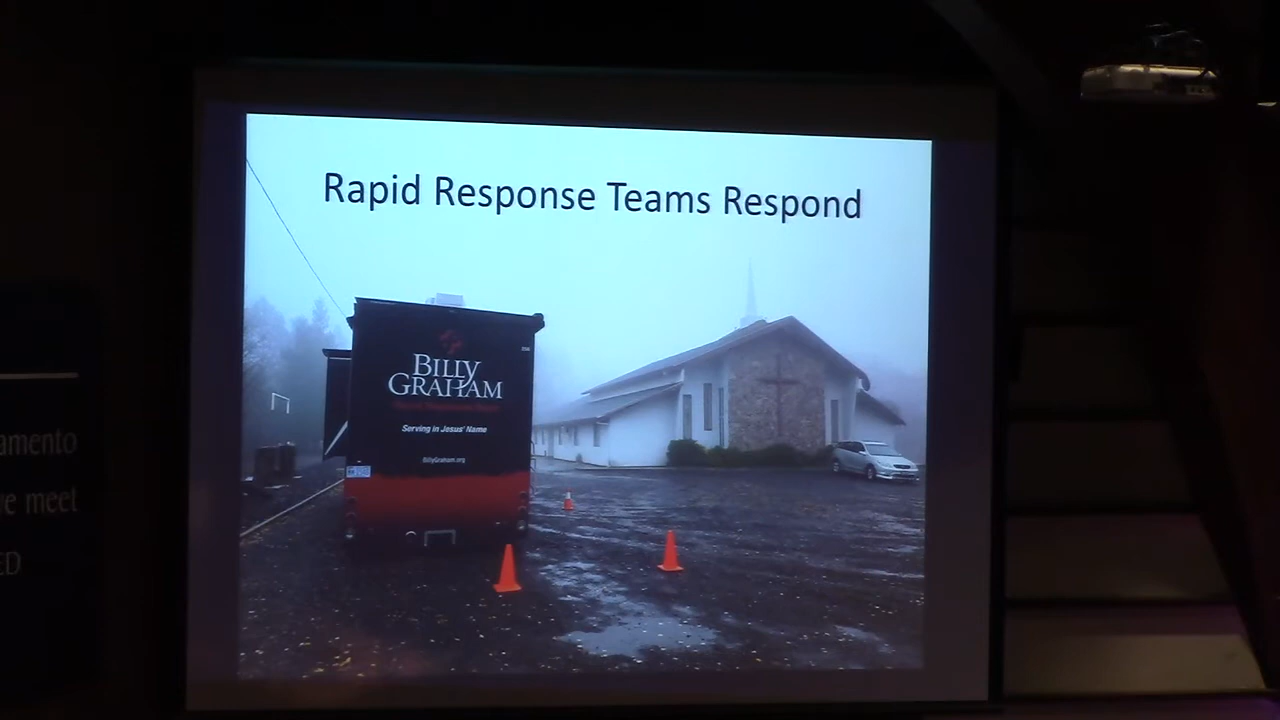 Rapid Response Teams Respond
BILLY
GRAHAM
Serving in Jesus' Name
BillyGraham.org
amento
e meet
ED